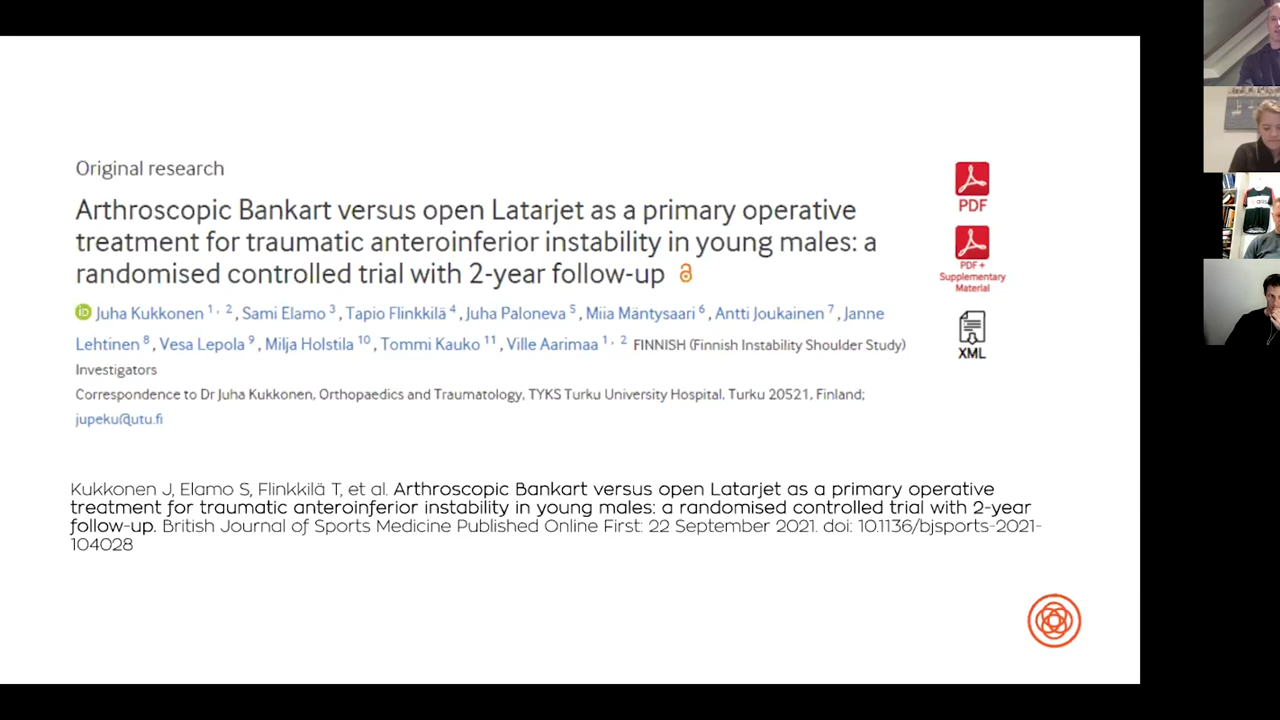 Original research
Arthroscopic Bankart versus open Latarjet as a primary operative
treatment for traumatic anteroinferior instability in young males: a
randomised controlled trial with 2-year follow-up
Juha Kukkonen 1, 2, Sami Elamo 3, Tapio Flinkkilä 4, Juha Paloneva 5, Miia Mäntysaari 6, Antti Joukainen 7, Janne
Lehtinen 8, Vesa Lepola 9, Milja Holstila 10, Tommi Kauko 11, Ville Aarimaa 1, 2 FINNISH (Finnish Instability Shoulder Study)
Investigators
Correspondence to Dr Juha Kukkonen, Orthopaedics and Traumatology, TYKS Turku University Hospital, Turku 20521, Finland;
jupeku@utu.fi
PDF
PDF +
Supplementary
Material
XML
Kukkonen J, Elamo S, Flinkkilä T, et al. Arthroscopic Bankart versus open Latarjet as a primary operative
treatment for traumatic anteroinferior instability in young males: a randomised controlled trial with 2-year
follow-up. British Journal of Sports Medicine Published Online First: 22 September 2021. doi: 10.1136/bjsports-2021-
104028